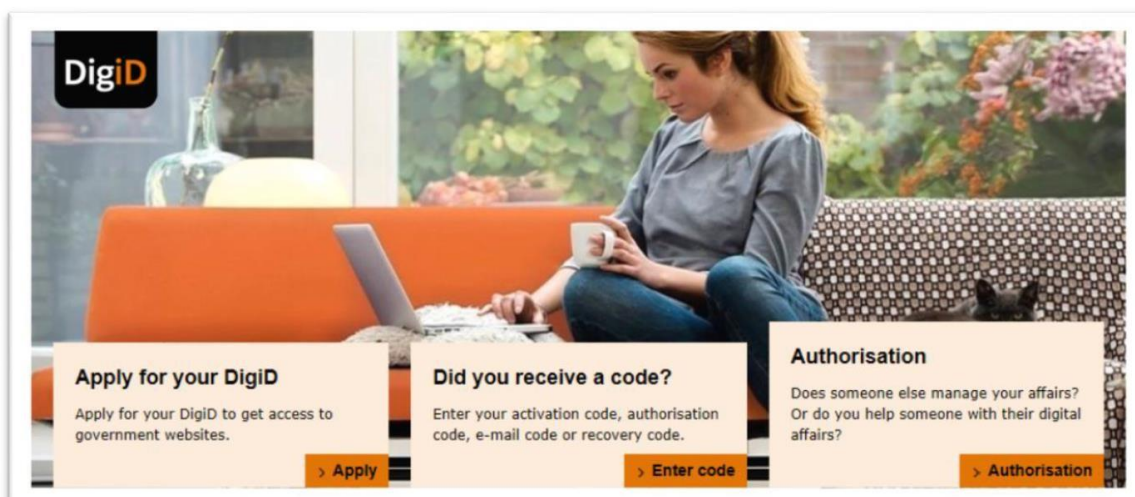 DigiD
Apply for your DigiD
Apply for your DigiD to get access to
government websites.
> Apply
Did you receive a code?
Enter your activation code, authorisation
code, e-mail code or recovery code.
> Enter code
Authorisation
Does someone else manage your affairs?
Or do you help someone with their digital
affairs?
> Authorisation